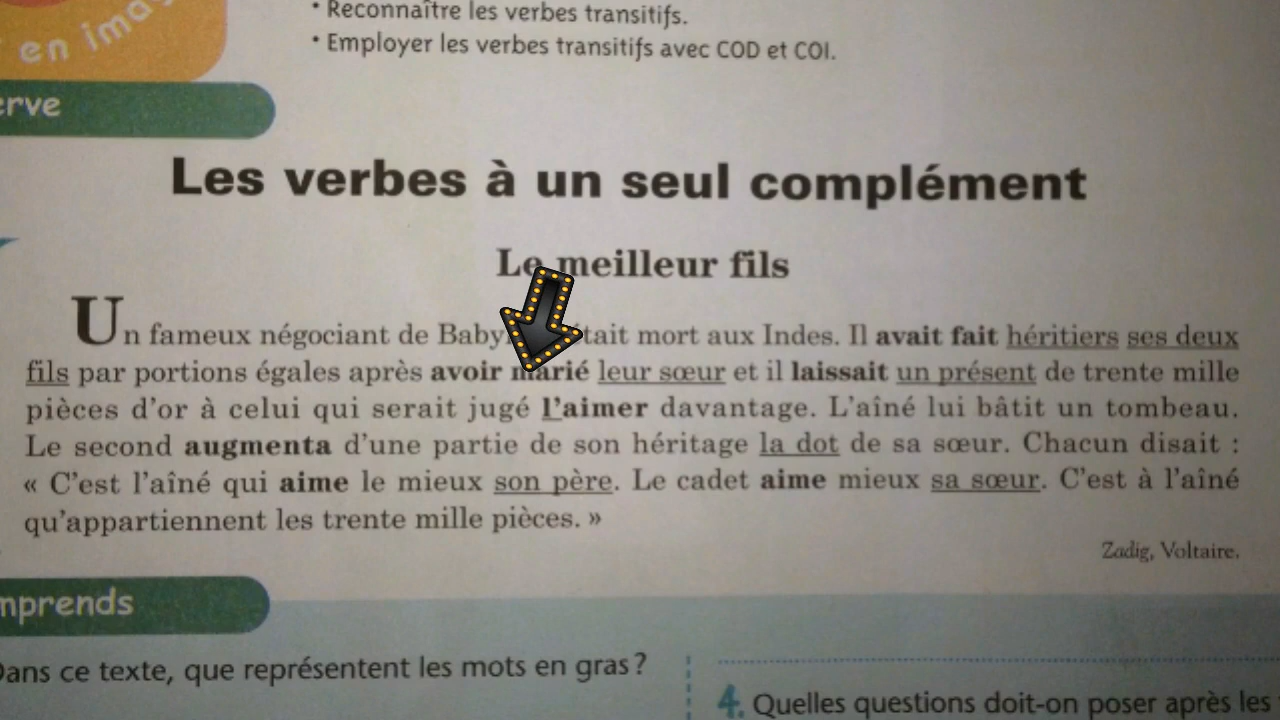 en
• Reconnaître les verbes transitifs.
• Employer les verbes transitifs avec COD et COI.
Les verbes à un seul complément
Le meilleur fils
Un fameux négociant de Baby était mort aux Indes. Il avait fait héritiers ses deux
fils par portions égales après avoir marié leur sœur et il laissait un présent de trente mille
pièces d'or à celui qui serait jugé l'aimer davantage. L'aîné lui bâtit un tombeau.
Le second augmenta d'une partie de son héritage la dot de sa sœur. Chacun disait :
« C'est l'aîné qui aime le mieux son père. Le cadet aime mieux sa sœur. C'est à l'aîné
qu'appartiennent les trente mille pièces. »
Zadig, Voltaire.
Dans ce texte, que représentent les mots en gras ?
4. Quelles questions doit-on poser après les